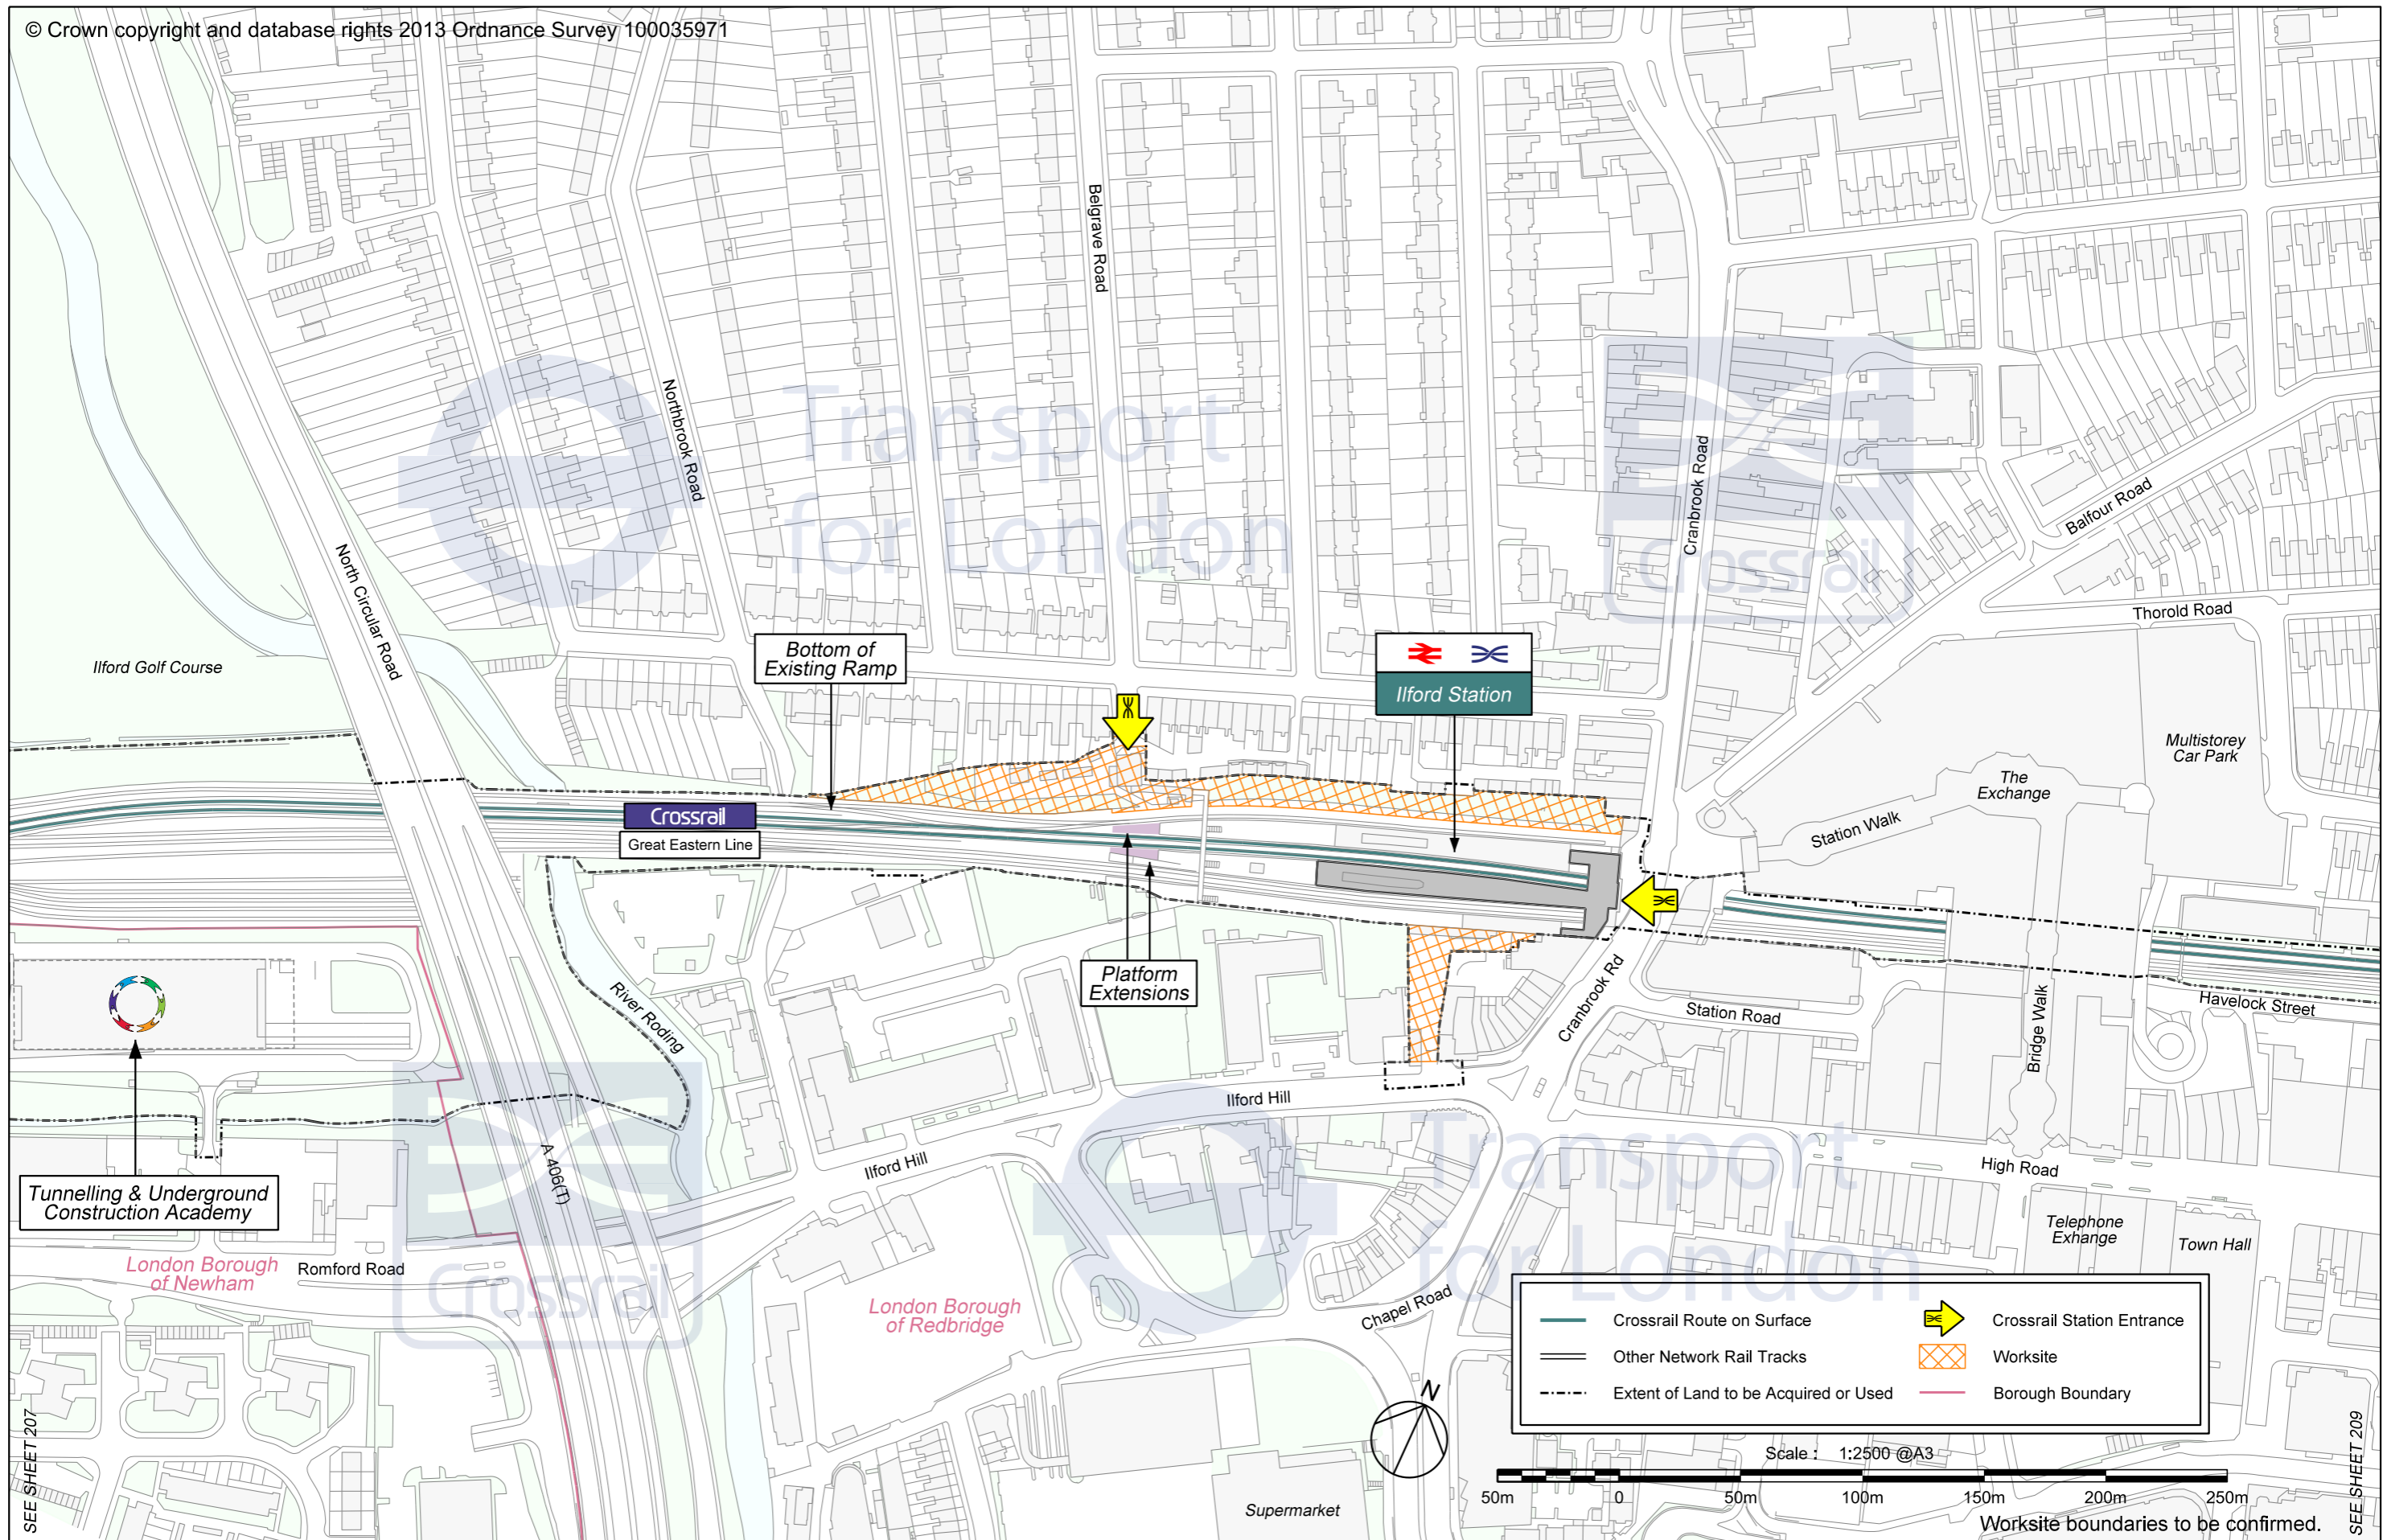 © Crown copyright and database rights 2013 Ordnance Survey 100035971
Belgrave Road
Northbrook Road
Transport
for London
Cranbrook Road
Crossrail
Balfour Road
North Circular Road
Thorold Road
Ilford Golf Course
Bottom of
Existing Ramp
Ilford Station
Multistorey
Car Park
The
Exchange
Station Walk
Crossrail
Great Eastern Line
Platform
Extensions
River Roding
Cranbrook Rd
Station Road
Bridge Walk
Havelock Street
Ilford Hill
Ilford Hill
Transport
for London
High Road
A 406(T)
Tunnelling & Underground
Construction Academy
Telephone
Exhange
Town Hall
London Borough
of Newham
Romford Road
Crossrail
London Borough
of Redbridge
Chapel Road
Crossrail Route on Surface
Crossrail Station Entrance
Other Network Rail Tracks
Worksite
Extent of Land to be Acquired or Used
Borough Boundary
N
SEE SHEET 207
SEE SHEET 209
Scale : 1:2500 @A3
50m 0 50m 100m 150m 200m 250m
Supermarket
Worksite boundaries to be confirmed.